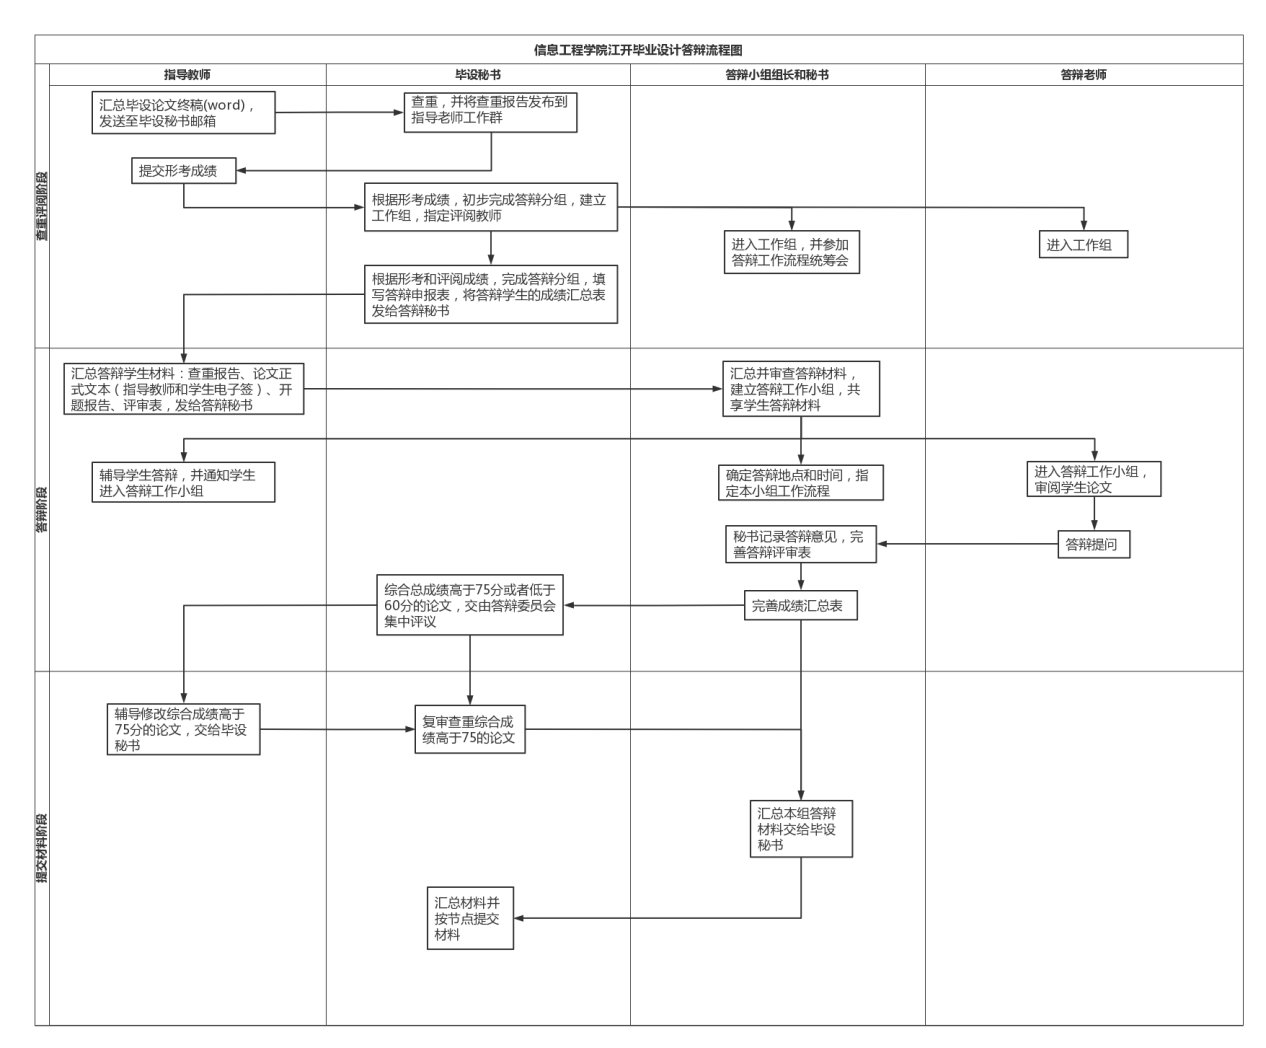 信息工程学院江开毕业设计答辩流程图
指导教师
毕设秘书
答辩小组组长和秘书
答辩老师
查重评阅阶段
汇总毕设论文终稿(word)，
发送至毕设秘书邮箱
查重，并将查重报告发布到
指导老师工作群
提交形考成绩
根据形考成绩，初步完成答辩分组，建立
工作组，指定评阅教师
进入工作组，并参加
答辩工作流程统筹会
进入工作组
根据形考和评阅成绩，完成答辩分组，填
写答辩申报表，将答辩学生的成绩汇总表
发给答辩秘书
答辩阶段
汇总答辩学生材料：查重报告、论文正
式文本（指导教师和学生电子签）、开
题报告、评审表，发给答辩秘书
汇总并审查答辩材料，
建立答辩工作小组，共
享学生答辩材料
辅导学生答辩，并通知学生
进入答辩工作小组
确定答辩地点和时间，指
定本小组工作流程
进入答辩工作小组，
审阅学生论文
秘书记录答辩意见，完
善答辩评审表
答辩提问
综合总成绩高于75分或者低于
60分的论文，交由答辩委员会
集中评议
完善成绩汇总表
提交材料阶段
辅导修改综合成绩高于
75分的论文，交给毕设
秘书
复审查重综合成
绩高于75的论文
汇总本组答辩
材料交给毕设
秘书
汇总材料并
按节点提交
材料